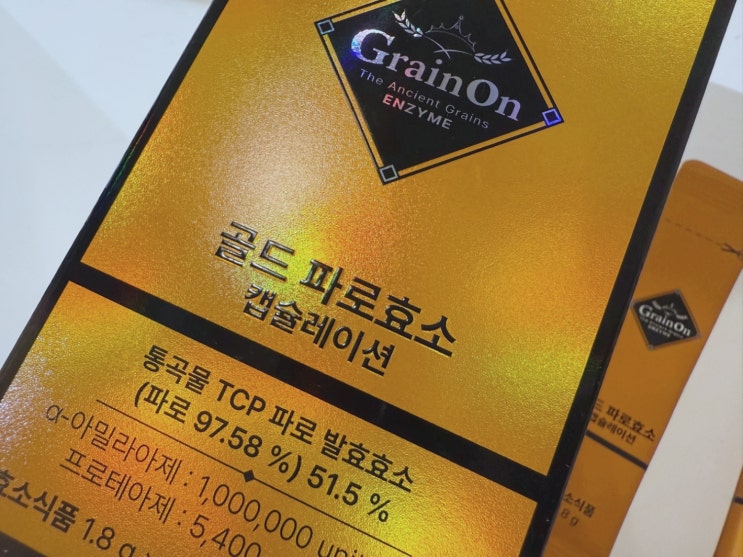 GrainOn
The Ancient Grains
ENZYME
골드 파로효소
캡슐레이션
통곡물 TCP 파로 발효효소
(파로 97.58 %) 51.5 %
α-아밀라아제 : 1,000,000 unit
프로테아제 : 5,400
효소식품 1.8 g
GrainOn
ENZYME
드 파로효소
캡슐레이션
소식품
8 g